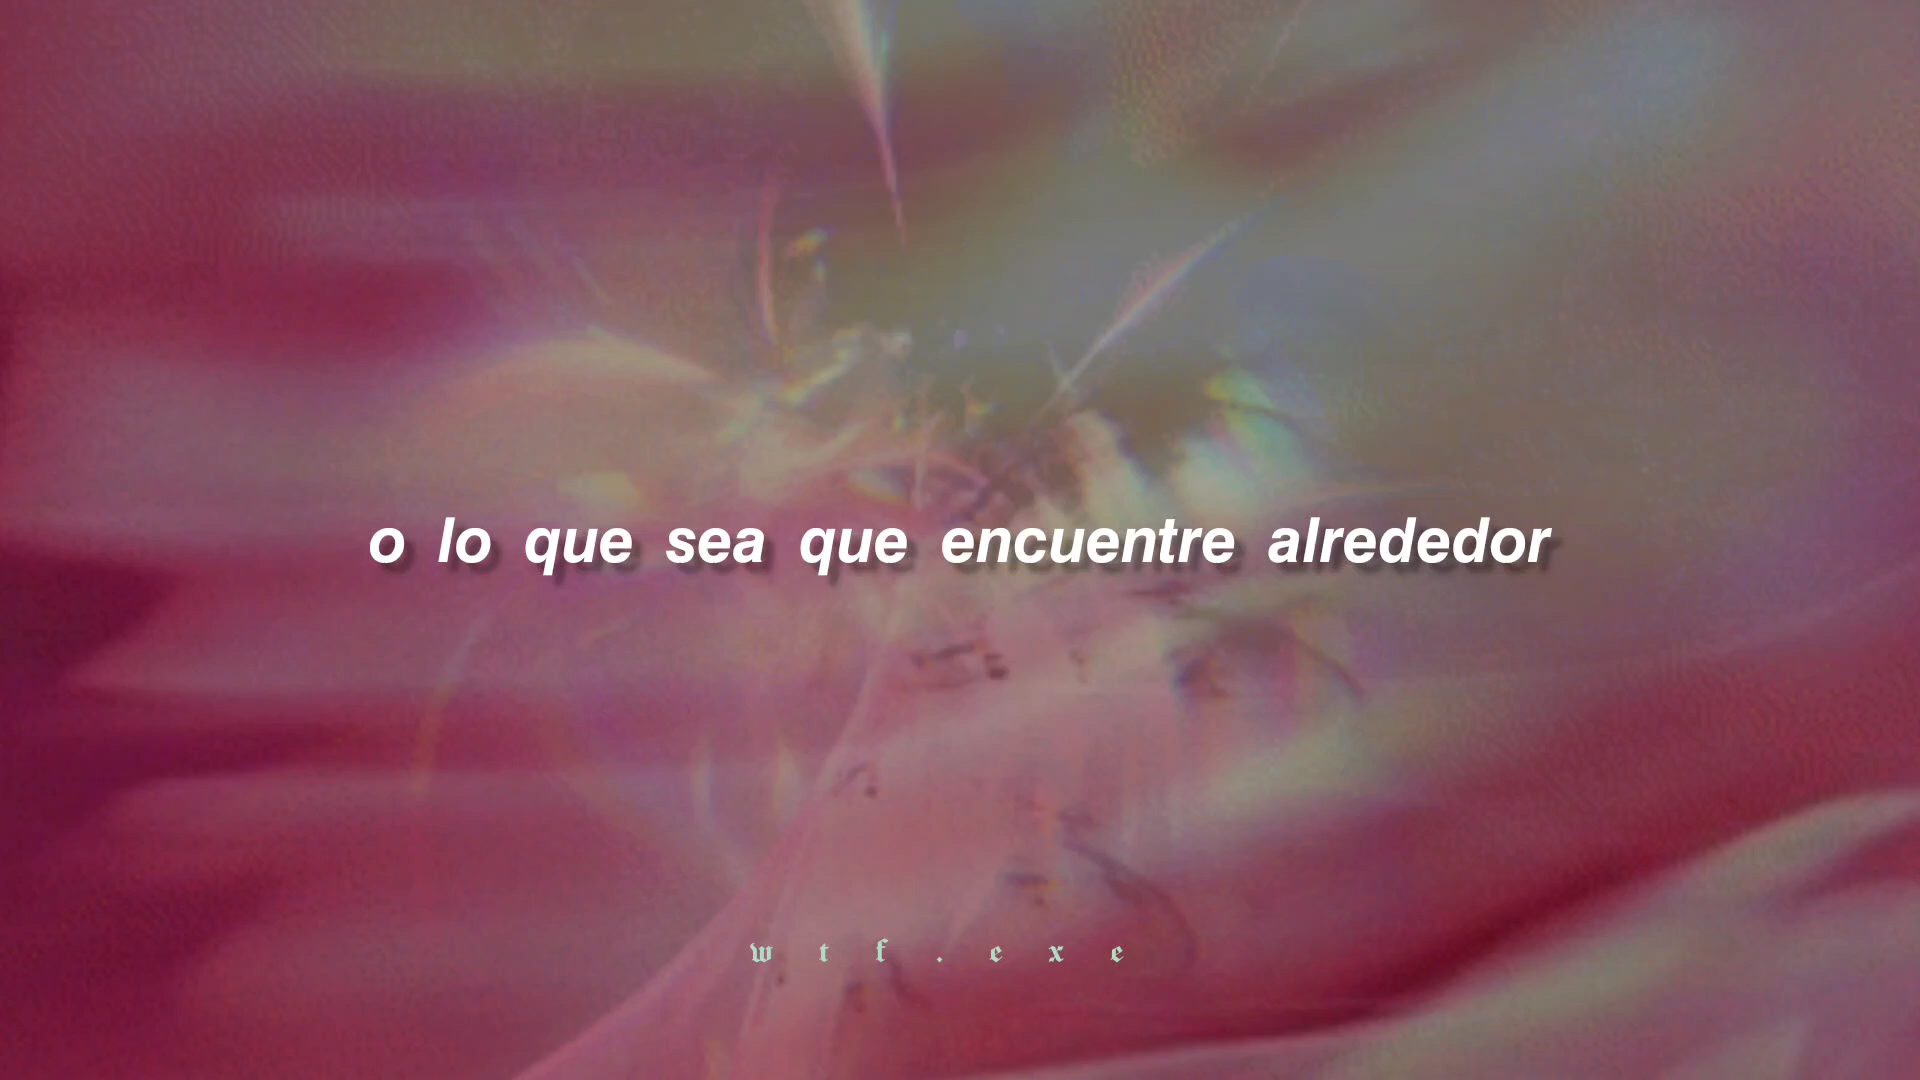 o lo que sea que encuentre alrededor
w t f . e x e